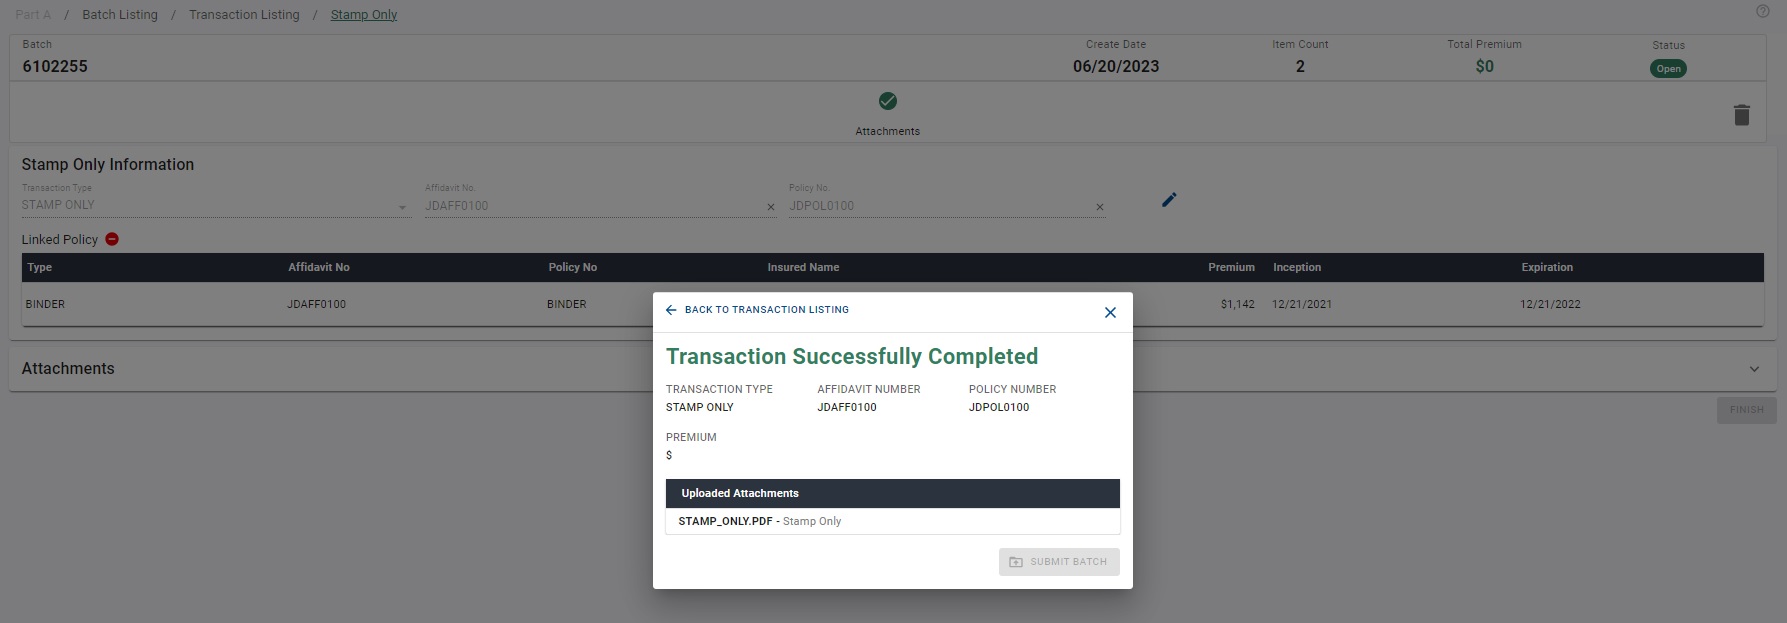 Part A / Batch Listing / Transaction Listing / Stamp Only
Batch Create Date Item Count Total Premium Status
6102255 06/20/2023 2 $0 Open
Attachments
Stamp Only Information
Transaction Type Affidavit No. Policy No.
STAMP ONLY JDAFF0100 JDPOL0100
Linked Policy
Type Affidavit No Policy No Insured Name Premium Inception Expiration
BINDER JDAFF0100 BINDER $1,142 12/21/2021 12/21/2022
Attachments
FINISH
BACK TO TRANSACTION LISTING
Transaction Successfully Completed
TRANSACTION TYPE AFFIDAVIT NUMBER POLICY NUMBER
STAMP ONLY JDAFF0100 JDPOL0100
PREMIUM
$
Uploaded Attachments
STAMP_ONLY.PDF - Stamp Only
SUBMIT BATCH